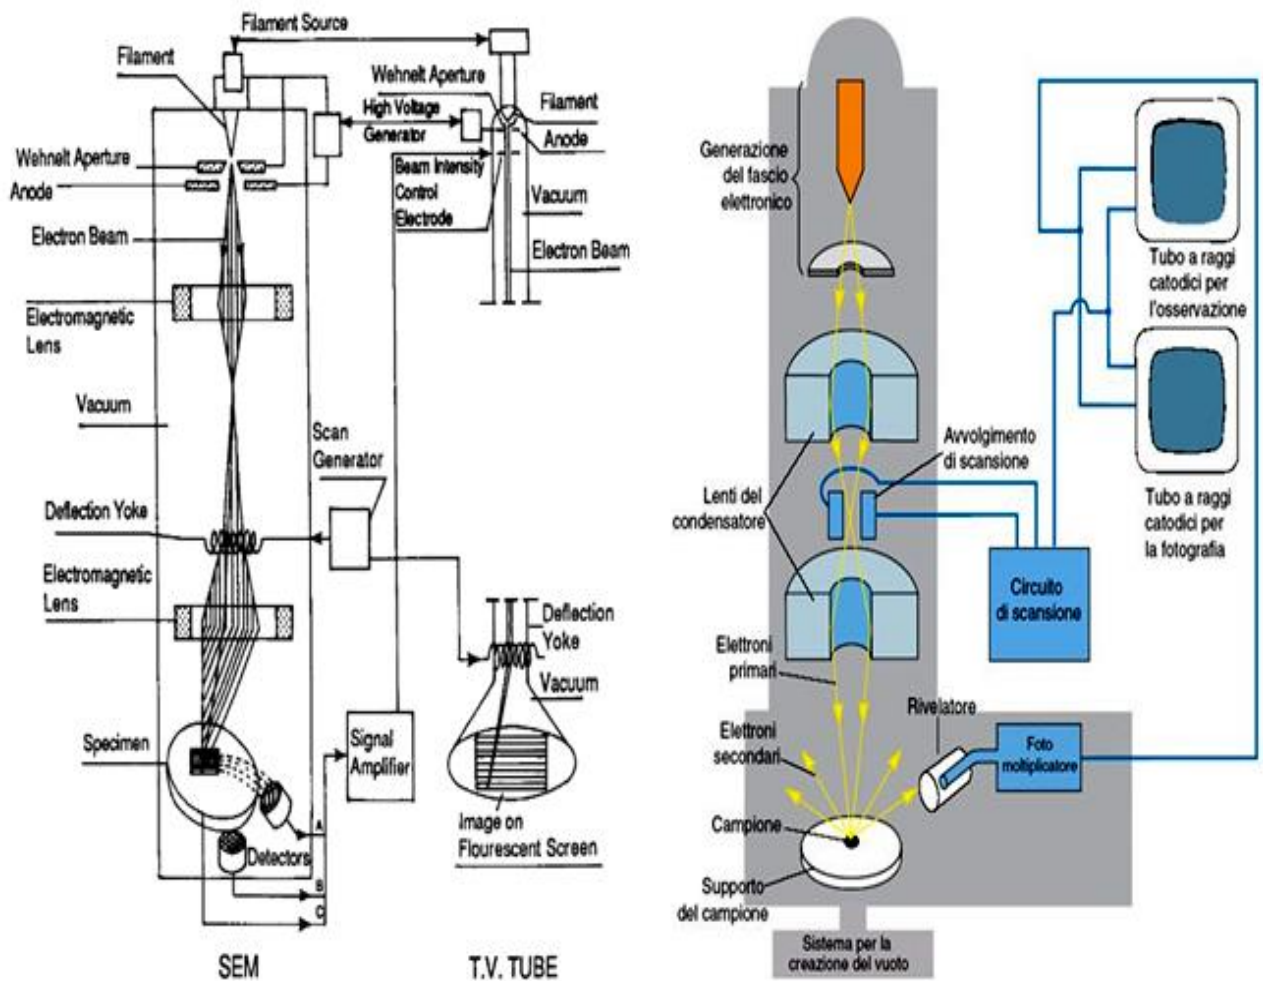 Filament Source
Filament
Wehnelt Aperture
Filament
High Voltage
Generator
Anode
Wehnelt Aperture
Anode
Beam Intensity
Control
Electrode
Vacuum
Electron Beam
Electron Beam
Electromagnetic
Lens
Vacuum
Scan
Generator
Deflection Yoke
Electromagnetic
Lens
Deflection
Yoke
Vacuum
Specimen
Signal
Amplifier
Image on
Flourescent Screen
A
Detectors
B
C
SEM
T.V. TUBE
Generazione
del fascio
elettronico
Tubo a raggi
catodici per
l'osservazione
Avvolgimento
di scansione
Lenti del
condensatore
Tubo a raggi
catodici per
la fotografia
Circuito
di scansione
Elettroni
primari
Rivelatore
Elettroni
secondari
Foto
moltiplicatore
Campione
Supporto
del campione
Sistema per la
creazione del vuoto